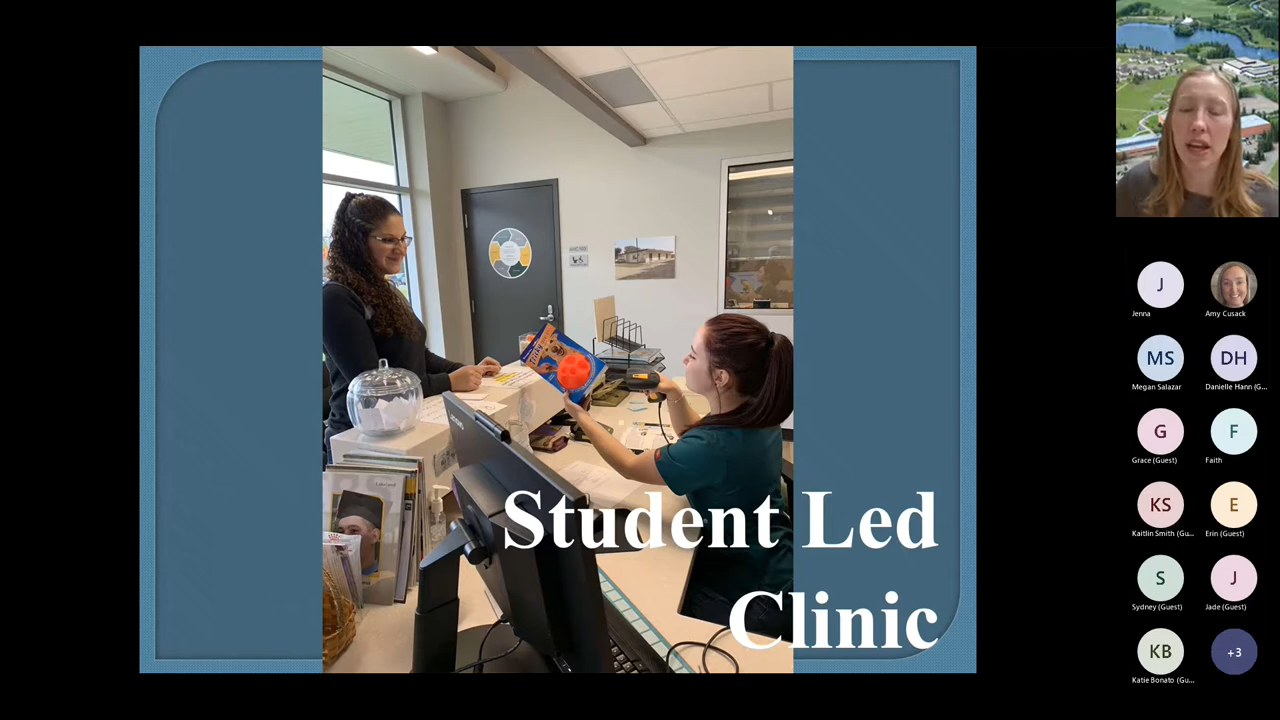 Student Led
Clinic
J
Jenna
Amy Cusack
MS
Megan Salazar
DH
Danielle Hann (G...
G
Grace (Guest)
F
Faith
KS
Kaitlin Smith (Gu...
E
Erin (Guest)
S
Sydney (Guest)
J
Jade (Guest)
KB
Katie Bonato (Gu...
+3